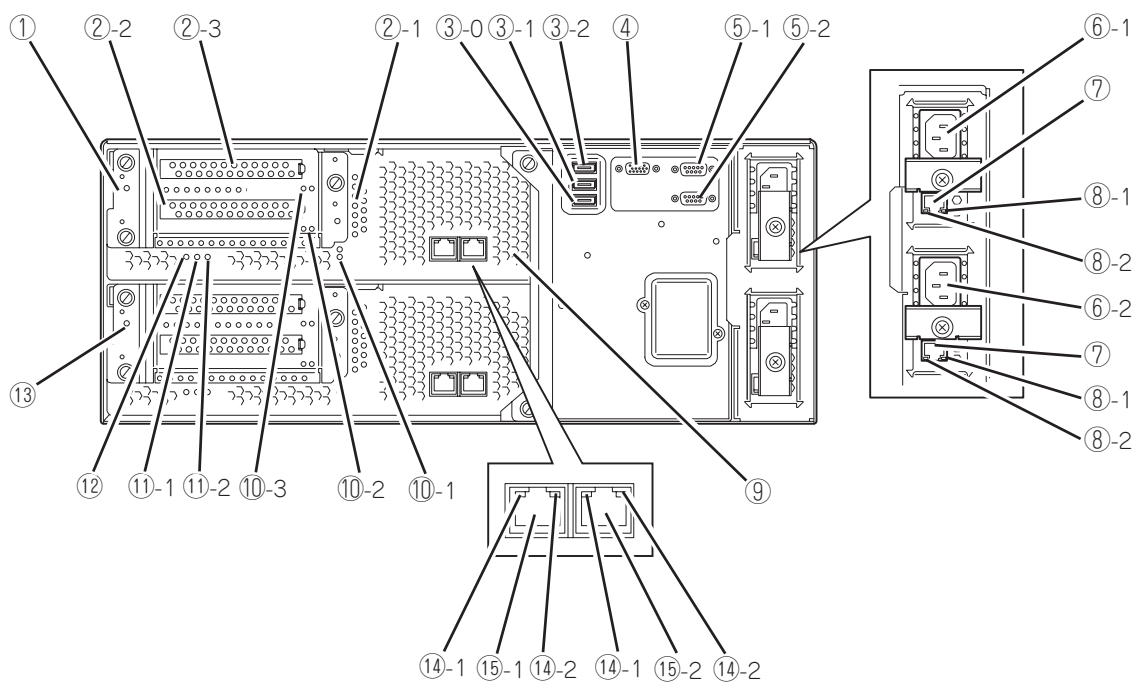 ① ②-2 ②-3 ②-1 ③-0 ③-1 ③-2 ④ ⑤-1 ⑤-2 ⑥-1
⑦
⑧-1
⑧-2
⑥-2
⑦
⑧-1
⑧-2
⑬
⑫ ⑪-1 ⑪-2 ⑩-3 ⑩-2 ⑩-1 ⑨
⑭-1 ⑮-1 ⑭-2 ⑭-1 ⑮-2 ⑭-2